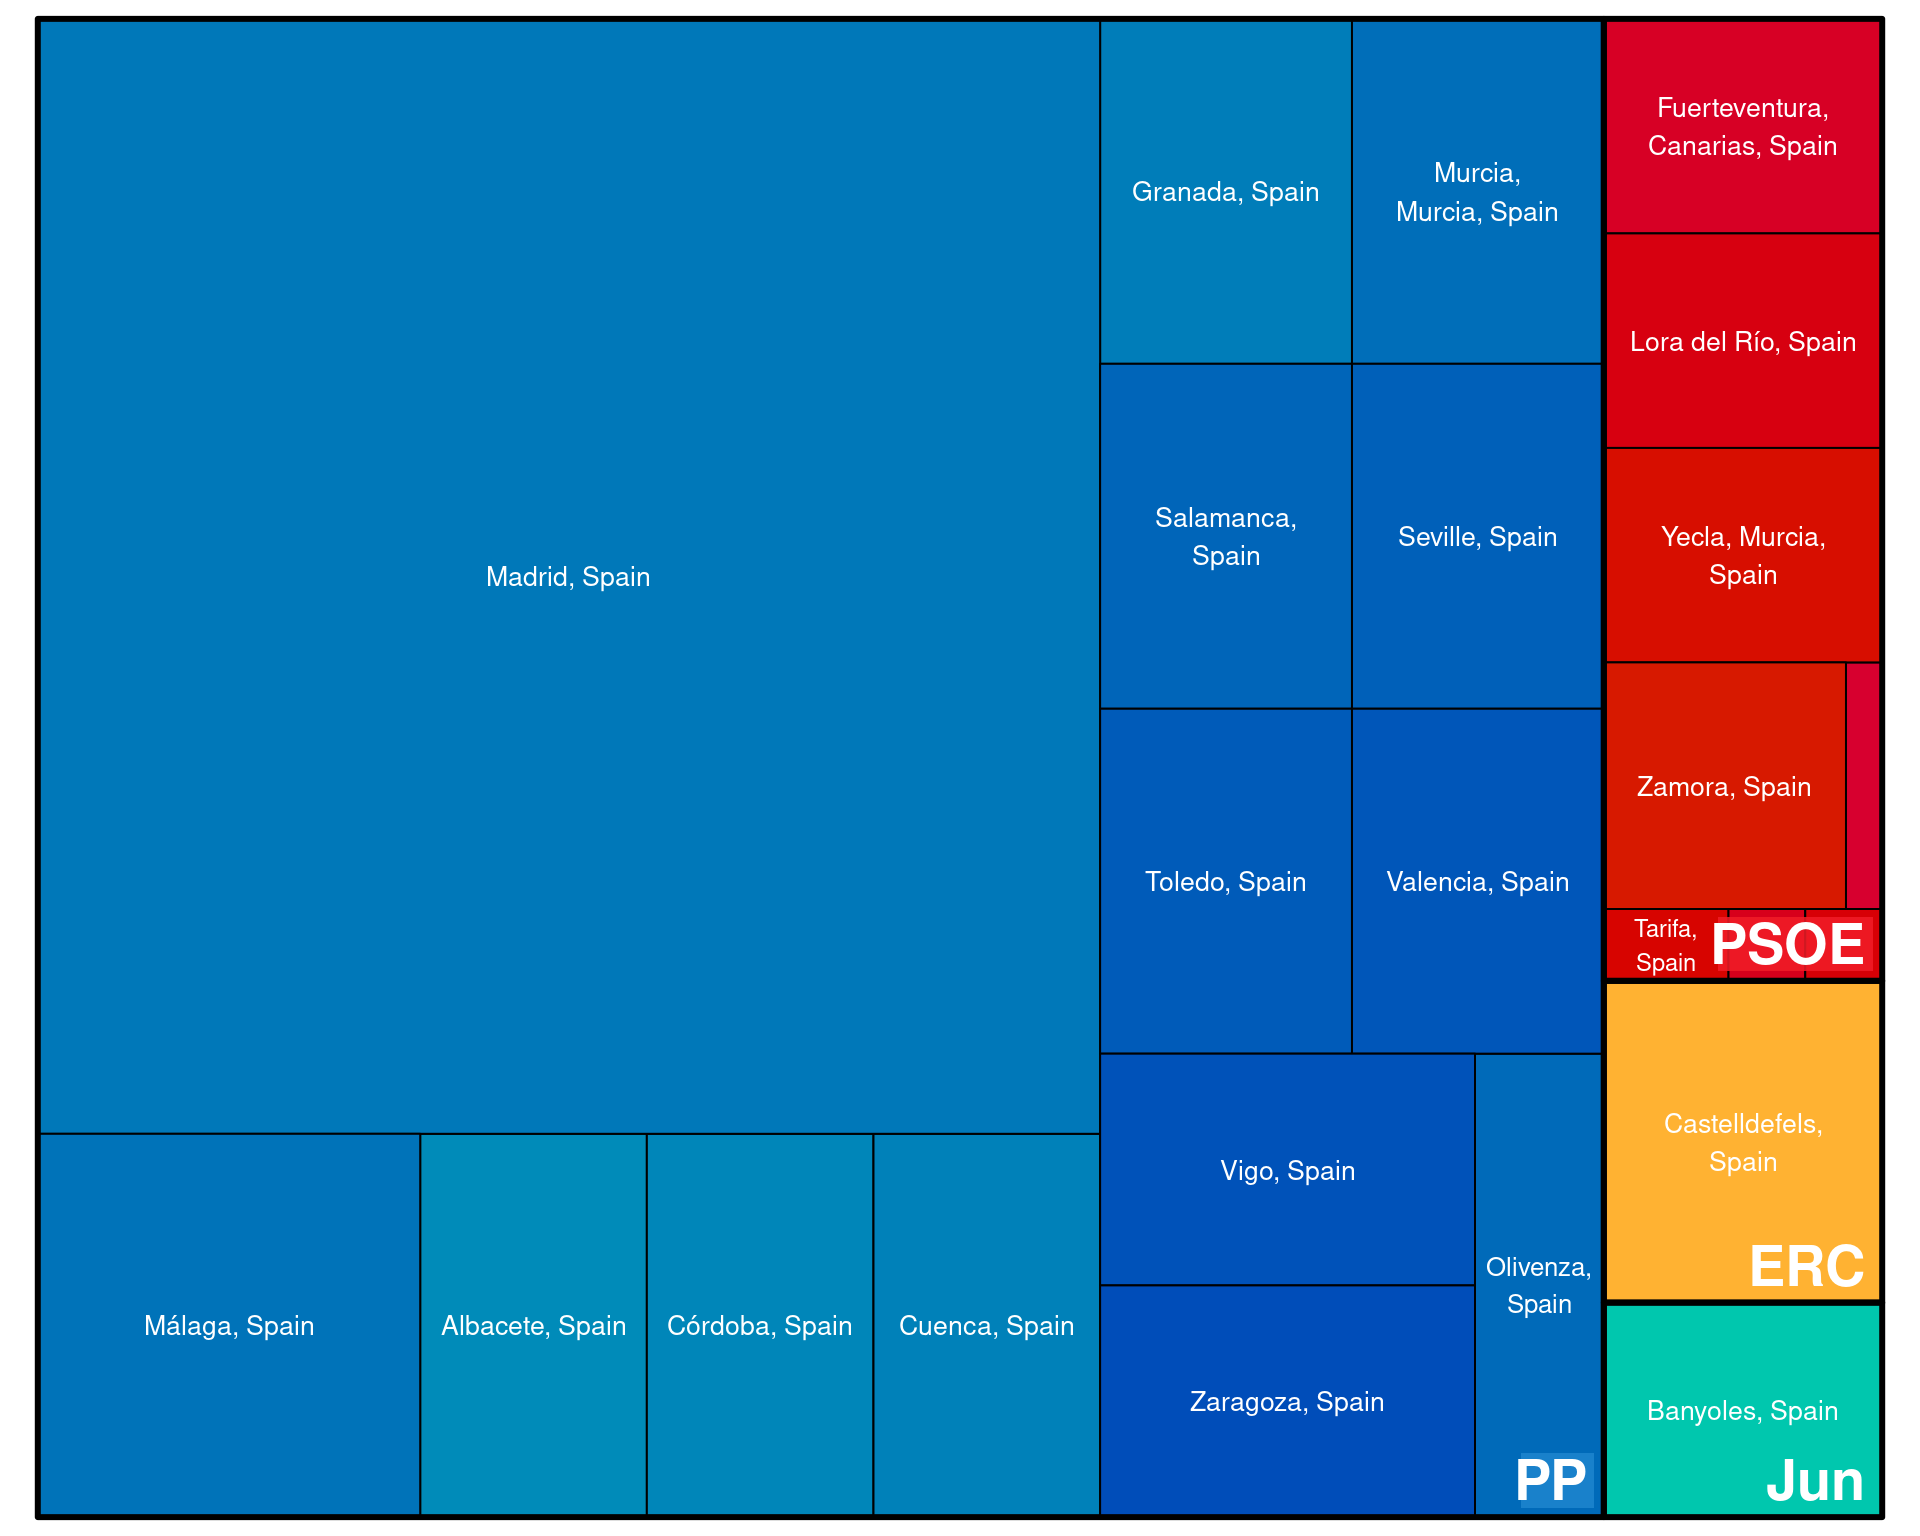 Madrid, Spain
Málaga, Spain
Albacete, Spain
Córdoba, Spain
Cuenca, Spain
Granada, Spain
Murcia,
Murcia, Spain
Salamanca,
Spain
Seville, Spain
Toledo, Spain
Valencia, Spain
Vigo, Spain
Zaragoza, Spain
Olivenza,
Spain
PP
Fuerteventura,
Canarias, Spain
Lora del Río, Spain
Yecla, Murcia,
Spain
Zamora, Spain
Tarifa,
Spain
PSOE
Castelldefels,
Spain
ERC
Banyoles, Spain
Jun